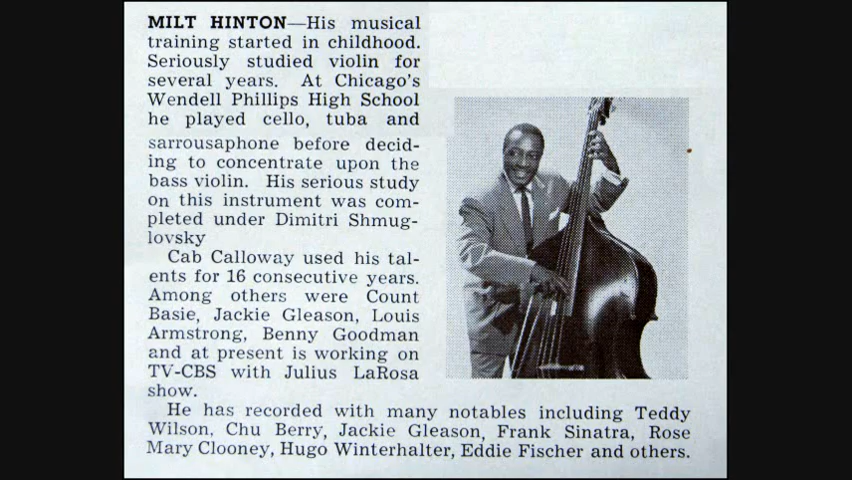 MILT HINTON—His musical
training started in childhood.
Seriously studied violin for
several years. At Chicago's
Wendell Phillips High School
he played cello, tuba and
sarrousaphone before decid-
ing to concentrate upon the
bass violin. His serious study
on this instrument was com-
pleted under Dimitri Shmug-
lovsky
Cab Calloway used his tal-
ents for 16 consecutive years.
Among others were Count
Basie, Jackie Gleason, Louis
Armstrong, Benny Goodman
and at present is working on
TV-CBS with Julius LaRosa
show.
He has recorded with many notables including Teddy
Wilson, Chu Berry, Jackie Gleason, Frank Sinatra, Rose
Mary Clooney, Hugo Winterhalter, Eddie Fischer and others.